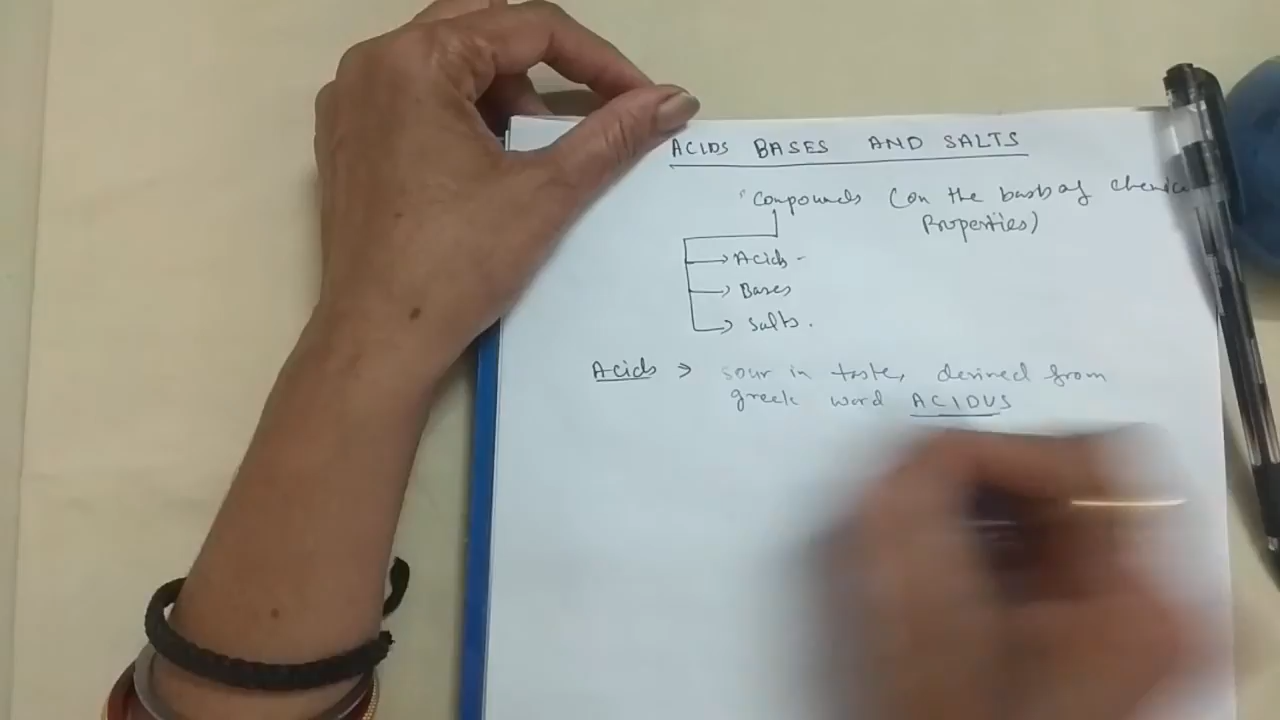 ACIDS BASES AND SALTS
Compounds (on the basis of chemica
Properties)
Acids -
Bases
Salts.
Acids → sour in taste, derived from
greek word ACIDUS